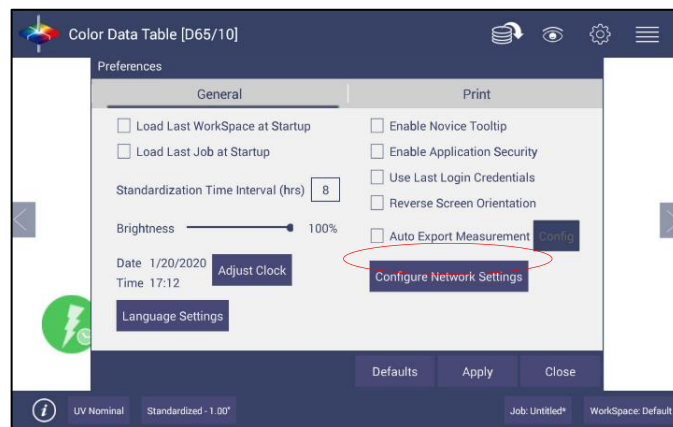 Color Data Table [D65/10]
Preferences
General
Print
Load Last WorkSpace at Startup
Load Last Job at Startup
Standardization Time Interval (hrs) 8
Brightness 100%
Date 1/20/2020
Time 17:12
Adjust Clock
Language Settings
Enable Novice Tooltip
Enable Application Security
Use Last Login Credentials
Reverse Screen Orientation
Auto Export Measurement Config
Configure Network Settings
Defaults Apply Close
UV Nominal Standardized - 1.00" Job: Untitled* WorkSpace: Default